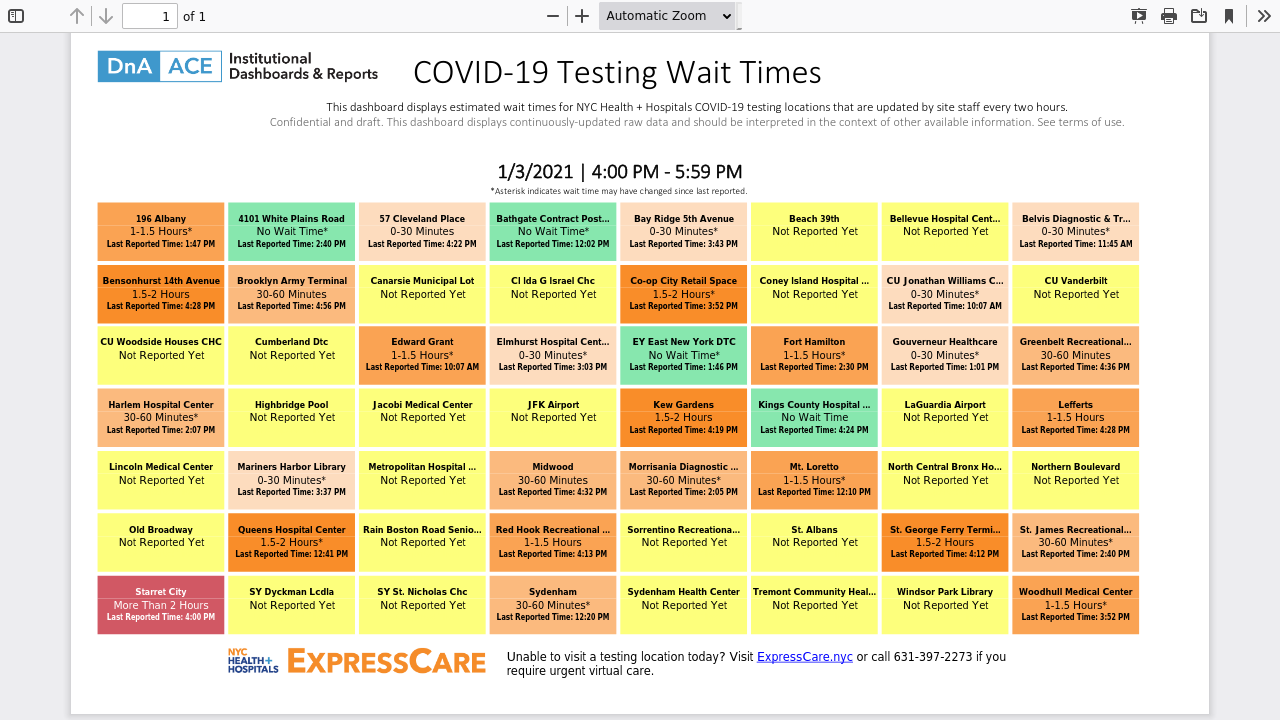 1 of 1
Automatic Zoom
DnA ACE Institutional Dashboards & Reports
COVID-19 Testing Wait Times
This dashboard displays estimated wait times for NYC Health + Hospitals COVID-19 testing locations that are updated by site staff every two hours.
Confidential and draft. This dashboard displays continuously-updated raw data and should be interpreted in the context of other available information. See terms of use.
1/3/2021 | 4:00 PM - 5:59 PM
*Asterisk indicates wait time may have changed since last reported.
196 Albany
1-1.5 Hours*
Last Reported Time: 1:47 PM
4101 White Plains Road
No Wait Time*
Last Reported Time: 2:40 PM
57 Cleveland Place
0-30 Minutes
Last Reported Time: 4:22 PM
Bathgate Contract Post...
No Wait Time*
Last Reported Time: 12:02 PM
Bay Ridge 5th Avenue
0-30 Minutes*
Last Reported Time: 3:43 PM
Beach 39th
Not Reported Yet
Bellevue Hospital Cent...
Not Reported Yet
Belvis Diagnostic & Tr...
0-30 Minutes*
Last Reported Time: 11:45 AM
Bensonhurst 14th Avenue
1.5-2 Hours
Last Reported Time: 4:28 PM
Brooklyn Army Terminal
30-60 Minutes
Last Reported Time: 4:56 PM
Canarsie Municipal Lot
Not Reported Yet
CI Ida G Israel Chc
Not Reported Yet
Co-op City Retail Space
1.5-2 Hours*
Last Reported Time: 3:52 PM
Coney Island Hospital ...
Not Reported Yet
CU Jonathan Williams C...
0-30 Minutes*
Last Reported Time: 10:07 AM
CU Vanderbilt
Not Reported Yet
CU Woodside Houses CHC
Not Reported Yet
Cumberland Dtc
Not Reported Yet
Edward Grant
1-1.5 Hours*
Last Reported Time: 10:07 AM
Elmhurst Hospital Cent...
0-30 Minutes*
Last Reported Time: 3:03 PM
EY East New York DTC
No Wait Time*
Last Reported Time: 1:46 PM
Fort Hamilton
1-1.5 Hours*
Last Reported Time: 2:30 PM
Gouverneur Healthcare
0-30 Minutes*
Last Reported Time: 1:01 PM
Greenbelt Recreational...
30-60 Minutes
Last Reported Time: 4:36 PM
Harlem Hospital Center
30-60 Minutes*
Last Reported Time: 2:07 PM
Highbridge Pool
Not Reported Yet
Jacobi Medical Center
Not Reported Yet
JFK Airport
Not Reported Yet
Kew Gardens
1.5-2 Hours
Last Reported Time: 4:19 PM
Kings County Hospital ...
No Wait Time
Last Reported Time: 4:24 PM
LaGuardia Airport
Not Reported Yet
Lefferts
1-1.5 Hours
Last Reported Time: 4:28 PM
Lincoln Medical Center
Not Reported Yet
Mariners Harbor Library
0-30 Minutes*
Last Reported Time: 3:37 PM
Metropolitan Hospital ...
Not Reported Yet
Midwood
30-60 Minutes
Last Reported Time: 4:32 PM
Morrisania Diagnostic ...
30-60 Minutes*
Last Reported Time: 2:05 PM
Mt. Loretto
1-1.5 Hours*
Last Reported Time: 12:10 PM
North Central Bronx Ho...
Not Reported Yet
Northern Boulevard
Not Reported Yet
Old Broadway
Not Reported Yet
Queens Hospital Center
1.5-2 Hours*
Last Reported Time: 12:41 PM
Rain Boston Road Senio...
Not Reported Yet
Red Hook Recreational ...
1-1.5 Hours
Last Reported Time: 4:13 PM
Sorrentino Recreationa...
Not Reported Yet
St. Albans
Not Reported Yet
St. George Ferry Termi...
1.5-2 Hours
Last Reported Time: 4:12 PM
St. James Recreational...
30-60 Minutes*
Last Reported Time: 2:40 PM
Starret City
More Than 2 Hours
Last Reported Time: 4:00 PM
SY Dyckman Lcdla
Not Reported Yet
SY St. Nicholas Chc
Not Reported Yet
Sydenham
30-60 Minutes*
Last Reported Time: 12:20 PM
Sydenham Health Center
Not Reported Yet
Tremont Community Heal...
Not Reported Yet
Windsor Park Library
Not Reported Yet
Woodhull Medical Center
1-1.5 Hours*
Last Reported Time: 3:52 PM
NYC HEALTH+ HOSPITALS
EXPRESSCARE
Unable to visit a testing location today? Visit ExpressCare.nyc or call 631-397-2273 if you
require urgent virtual care.